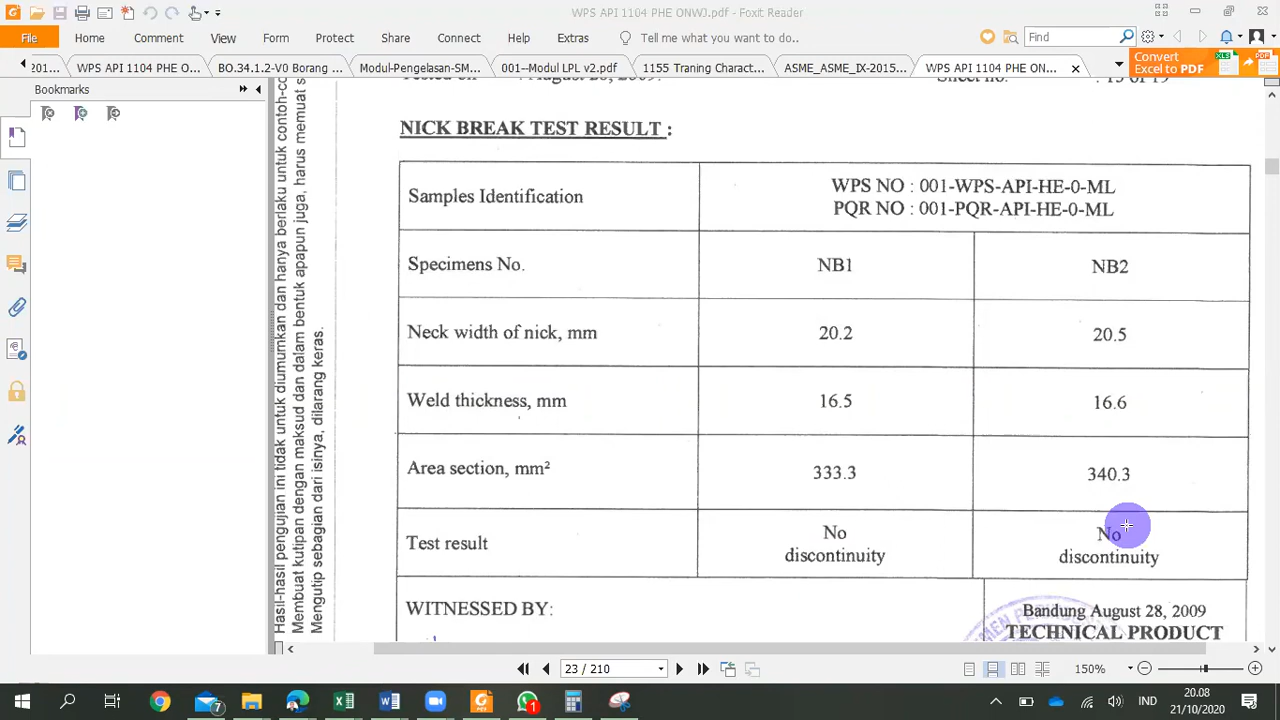 WPS API 1104 PHE ONWJ.pdf - Foxit Reader
File Home Comment View Form Protect Share Connect Help Extras Tell me what you want to do.. Find
201... WPS API 1104 PHE O... BO.34.1.2-V0 Borang ... Modul-Pengelasan-SM... 001 Modul PL v2.pdf 1155 Traning Charact... ASME_ASME_IX-2015... WPS API 1104 PHE ON...
Convert
Excel to PDF
Bookmarks
Hasil-hasil pengujian ini tidak untuk diumumkan dan hanya berlaku untuk contoh-co
Membuat kutipan dengan maksud dan dalam bentuk apapun juga, harus memuat s
Mengutip sebagian dari isinya, dilarang keras.
NICK BREAK TEST RESULT :
Samples Identification
WPS NO : 001-WPS-API-HE-0-ML
PQR NO : 001-PQR-API-HE-0-ML
Specimens No. NB1 NB2
Neck width of nick, mm 20.2 20.5
Weld thickness, mm 16.5 16.6
Area section, mm² 333.3 340.3
Test result
No
discontinuity
No
discontinuity
WITNESSED BY:
Bandung August 28, 2009
TECHNICAL PRODUCT
23 / 210
150%
7
1
IND
20.08
21/10/2020